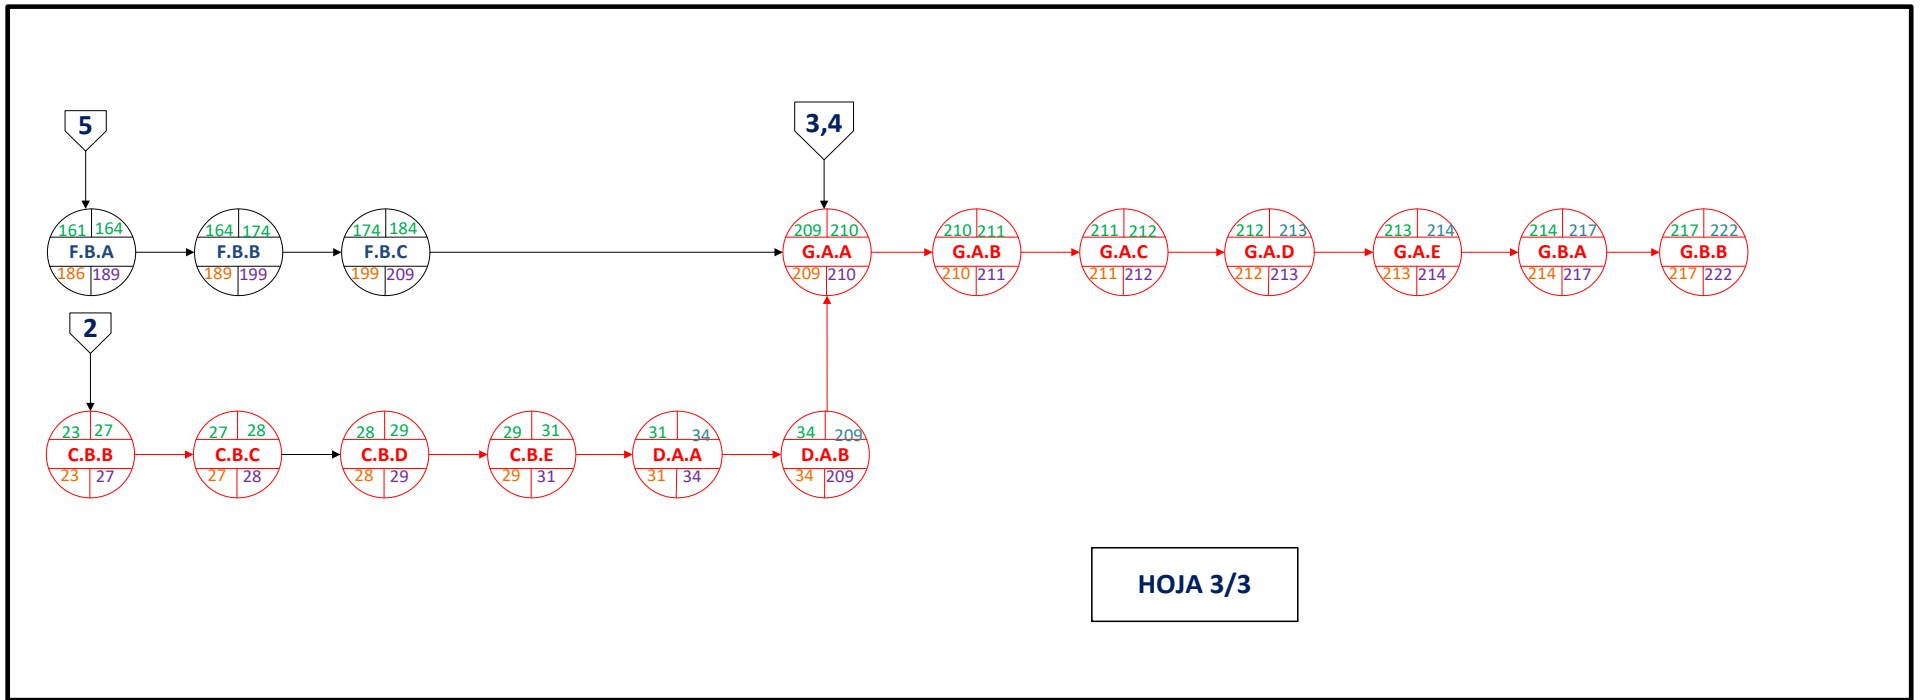 5
3,4
161 164
F.B.A
186 189
164 174
F.B.B
189 199
174 184
F.B.C
199 209
209 210
G.A.A
209 210
210 211
G.A.B
210 211
211 212
G.A.C
211 212
212 213
G.A.D
212 213
213 214
G.A.E
213 214
214 217
G.B.A
214 217
217 222
G.B.B
217 222
2
23 27
C.B.B
23 27
27 28
C.B.C
27 28
28 29
C.B.D
28 29
29 31
C.B.E
29 31
31 34
D.A.A
31 34
34 209
D.A.B
34 209
HOJA 3/3